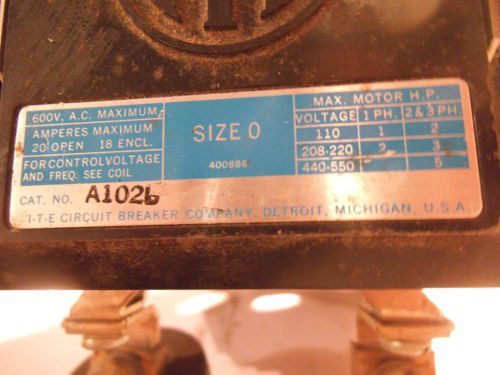 600V, A.C. MAXIMUM
AMPERES MAXIMUM
20 OPEN 18 ENCL.
FOR CONTROL VOLTAGE
AND FREQ. SEE COIL
SIZE 0
400886
MAX. MOTOR H.P.
VOLTAGE 1 PH. 2 & 3 PH
110 1 2
208-220 2 3
440-550 5
CAT. NO. A102b
I-T-E CIRCUIT BREAKER COMPANY, DETROIT, MICHIGAN, U.S.A.